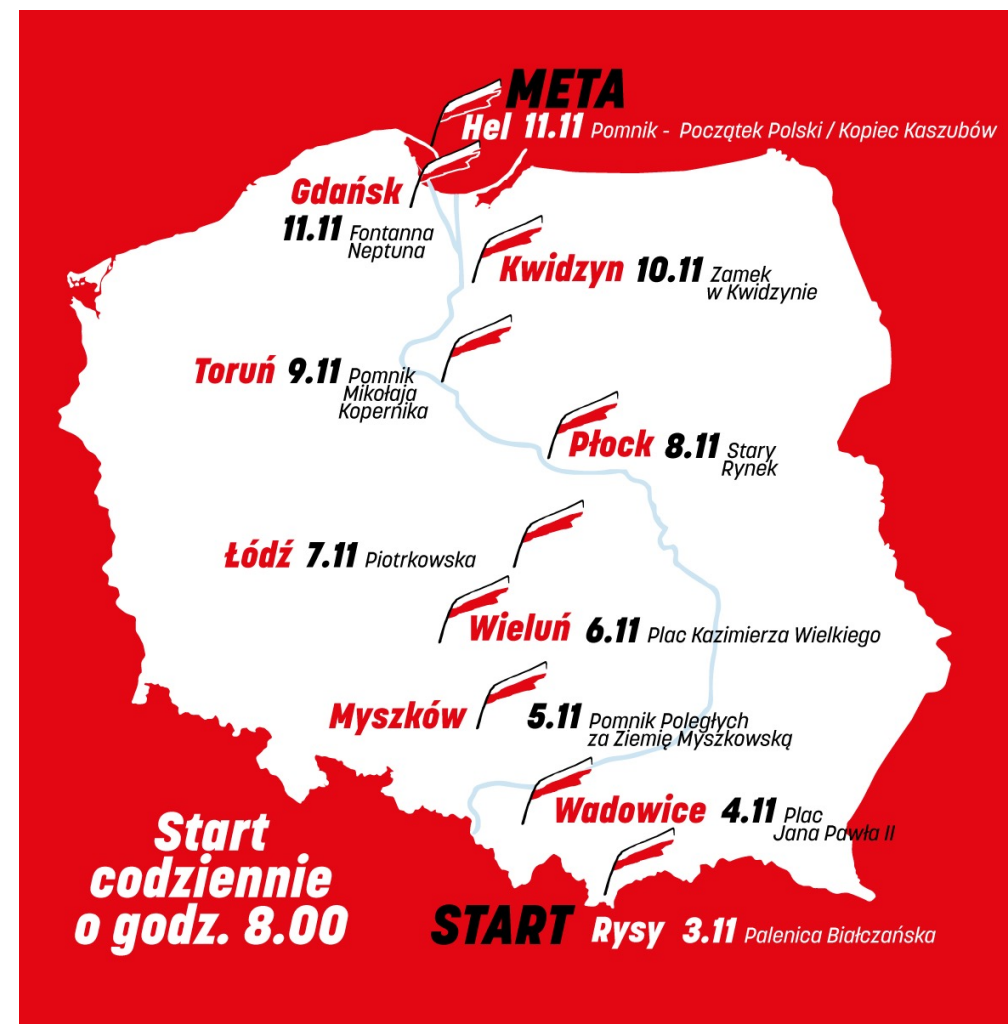 META
Hel 11.11 Pomnik - Początek Polski / Kopiec Kaszubów
Gdańsk
11.11 Fontanna
Neptuna
Kwidzyn 10.11 Zamek
w Kwidzynie
Toruń 9.11 Pomnik
Mikołaja
Kopernika
Płock 8.11 Stary
Rynek
Łódź 7.11 Piotrkowska
Wieluń 6.11 Plac Kazimierza Wielkiego
Myszków 5.11 Pomnik Poległych
za Ziemię Myszkowską
Wadowice 4.11 Plac
Jana Pawła II
Start
codziennie
o godz. 8.00
START Rysy 3.11 Palenica Białczańska